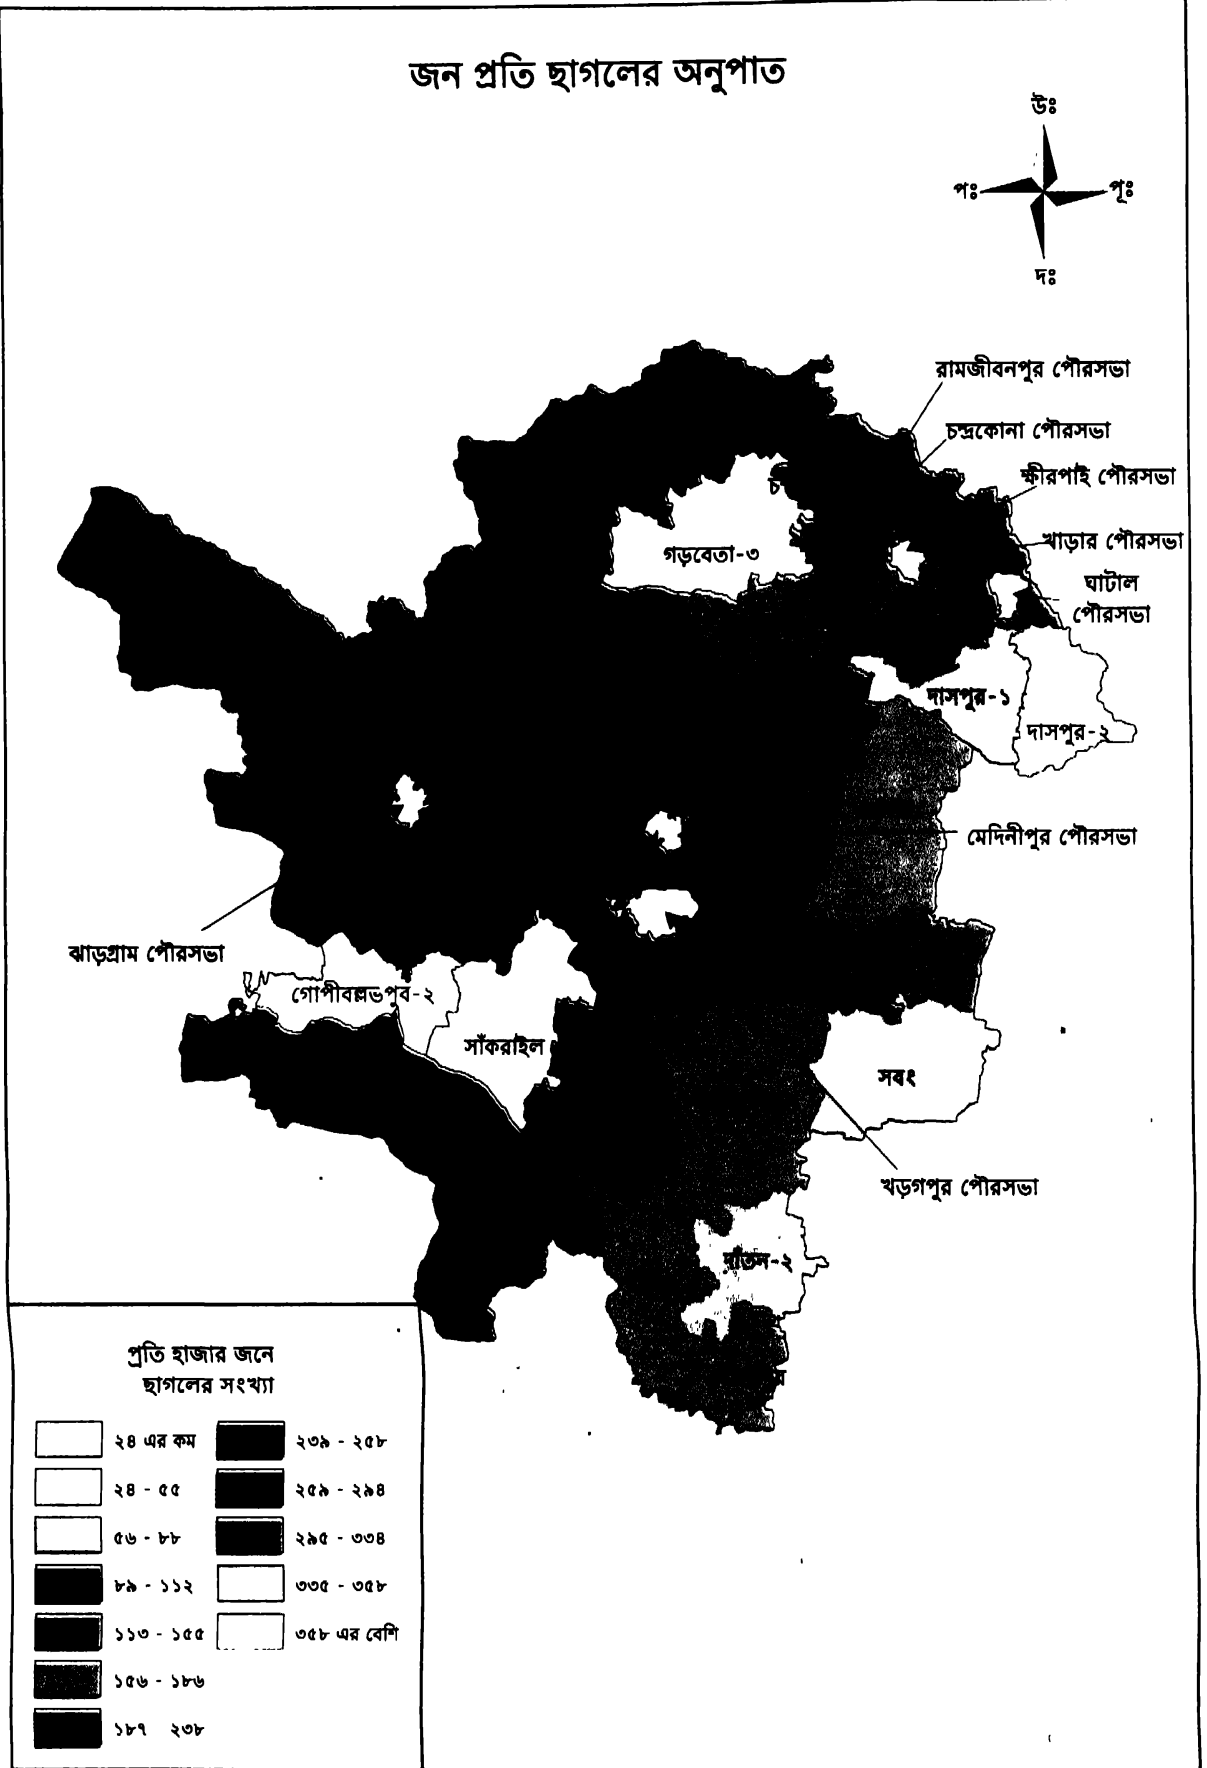 জন প্রতি ছাগলের অনুপাত
উঃ
পঃ
পূঃ
দঃ
রামজীবনপুর পৌরসভা
চন্দ্রকোনা পৌরসভা
ক্ষীরপাই পৌরসভা
খাড়ার পৌরসভা
ঘাটাল
পৌরসভা
গড়বেতা-৩
দাসপুর-১
দাসপুর-২
মেদিনীপুর পৌরসভা
ঝাড়গ্রাম পৌরসভা
গোপীবল্লভপুব-২
সাঁকরাইল
সবং
খড়গপুর পৌরসভা
দাঁতন-২
প্রতি হাজার জনে
ছাগলের সংখ্যা
২৪ এর কম
২৪ - ৫৫
৫৬ - ৮৮
৮৯ - ১১২
১১৩ - ১৫৫
১৫৬ - ১৮৬
১৮৭ ২৩৮
২৩৯ - ২৫৮
২৫৯ - ২৯৪
২৯৫ - ৩৩৪
৩৩৫ - ৩৫৮
৩৫৮ এর বেশি